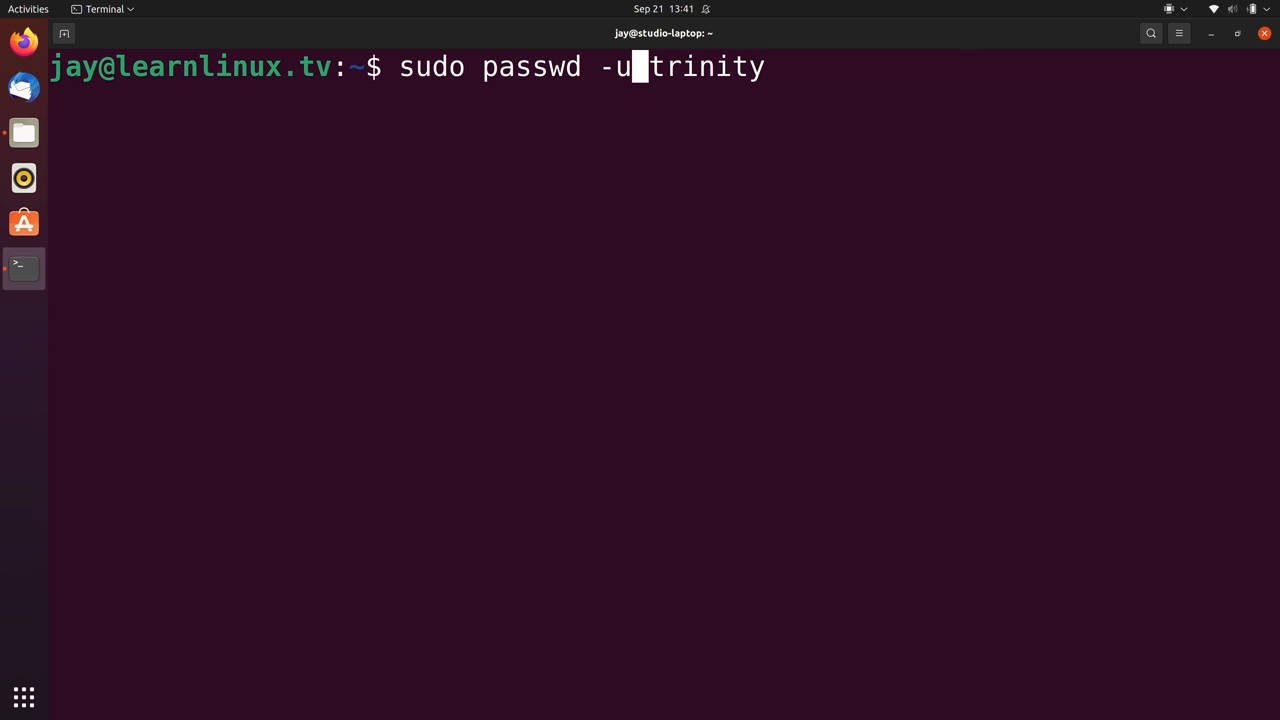 Activities Terminal Sep 21 13:41
jay@studio-laptop: ~
jay@learnlinux.tv:~$ sudo passwd -u trinity
>_